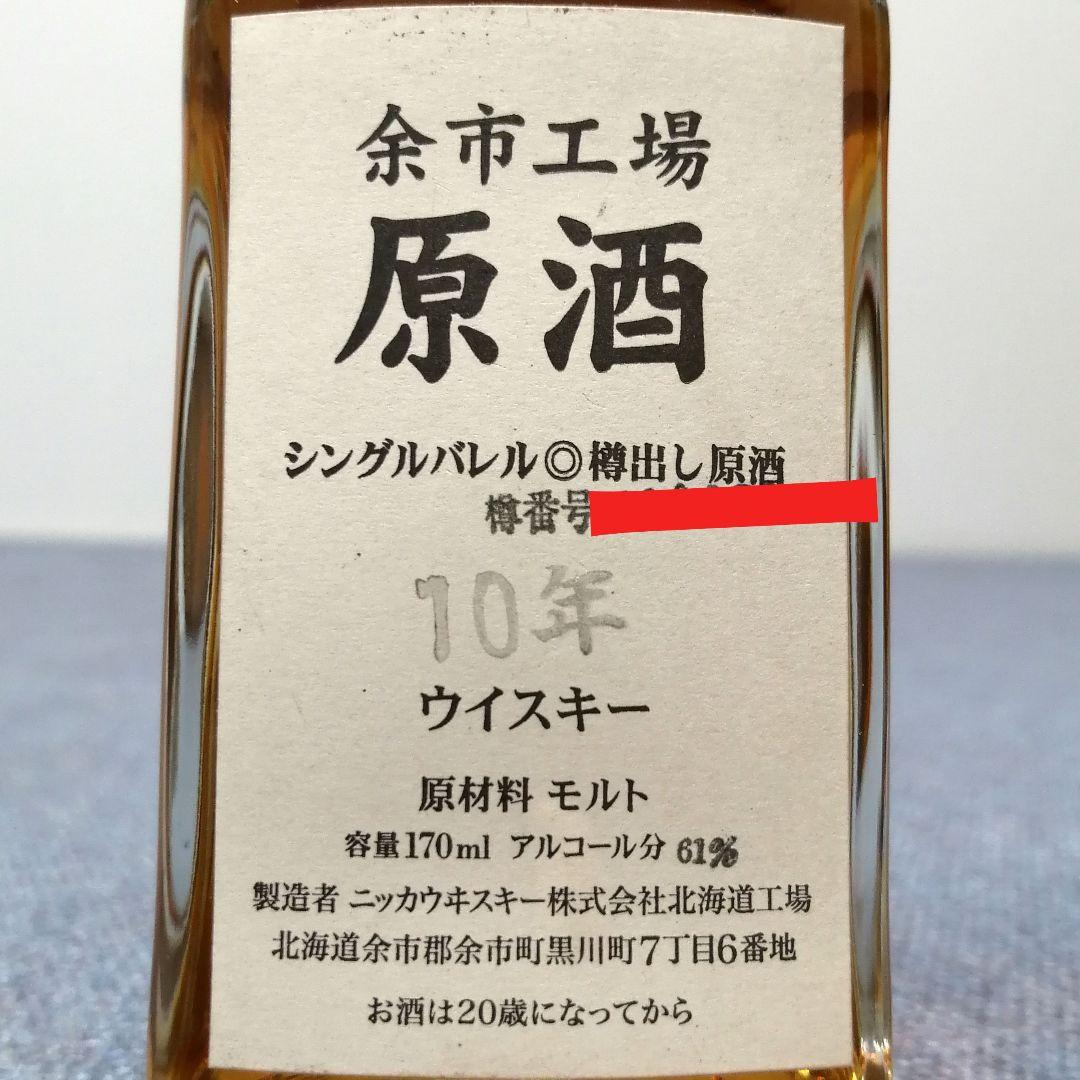 余市工場
原酒
シングルバレル◎樽出し原酒
樽番号
10年
ウイスキー
原材料 モルト
容量170ml アルコール分 61%
製造者 ニッカウヰスキー株式会社北海道工場
北海道余市郡余市町黒川町7丁目6番地
お酒は20歳になってから